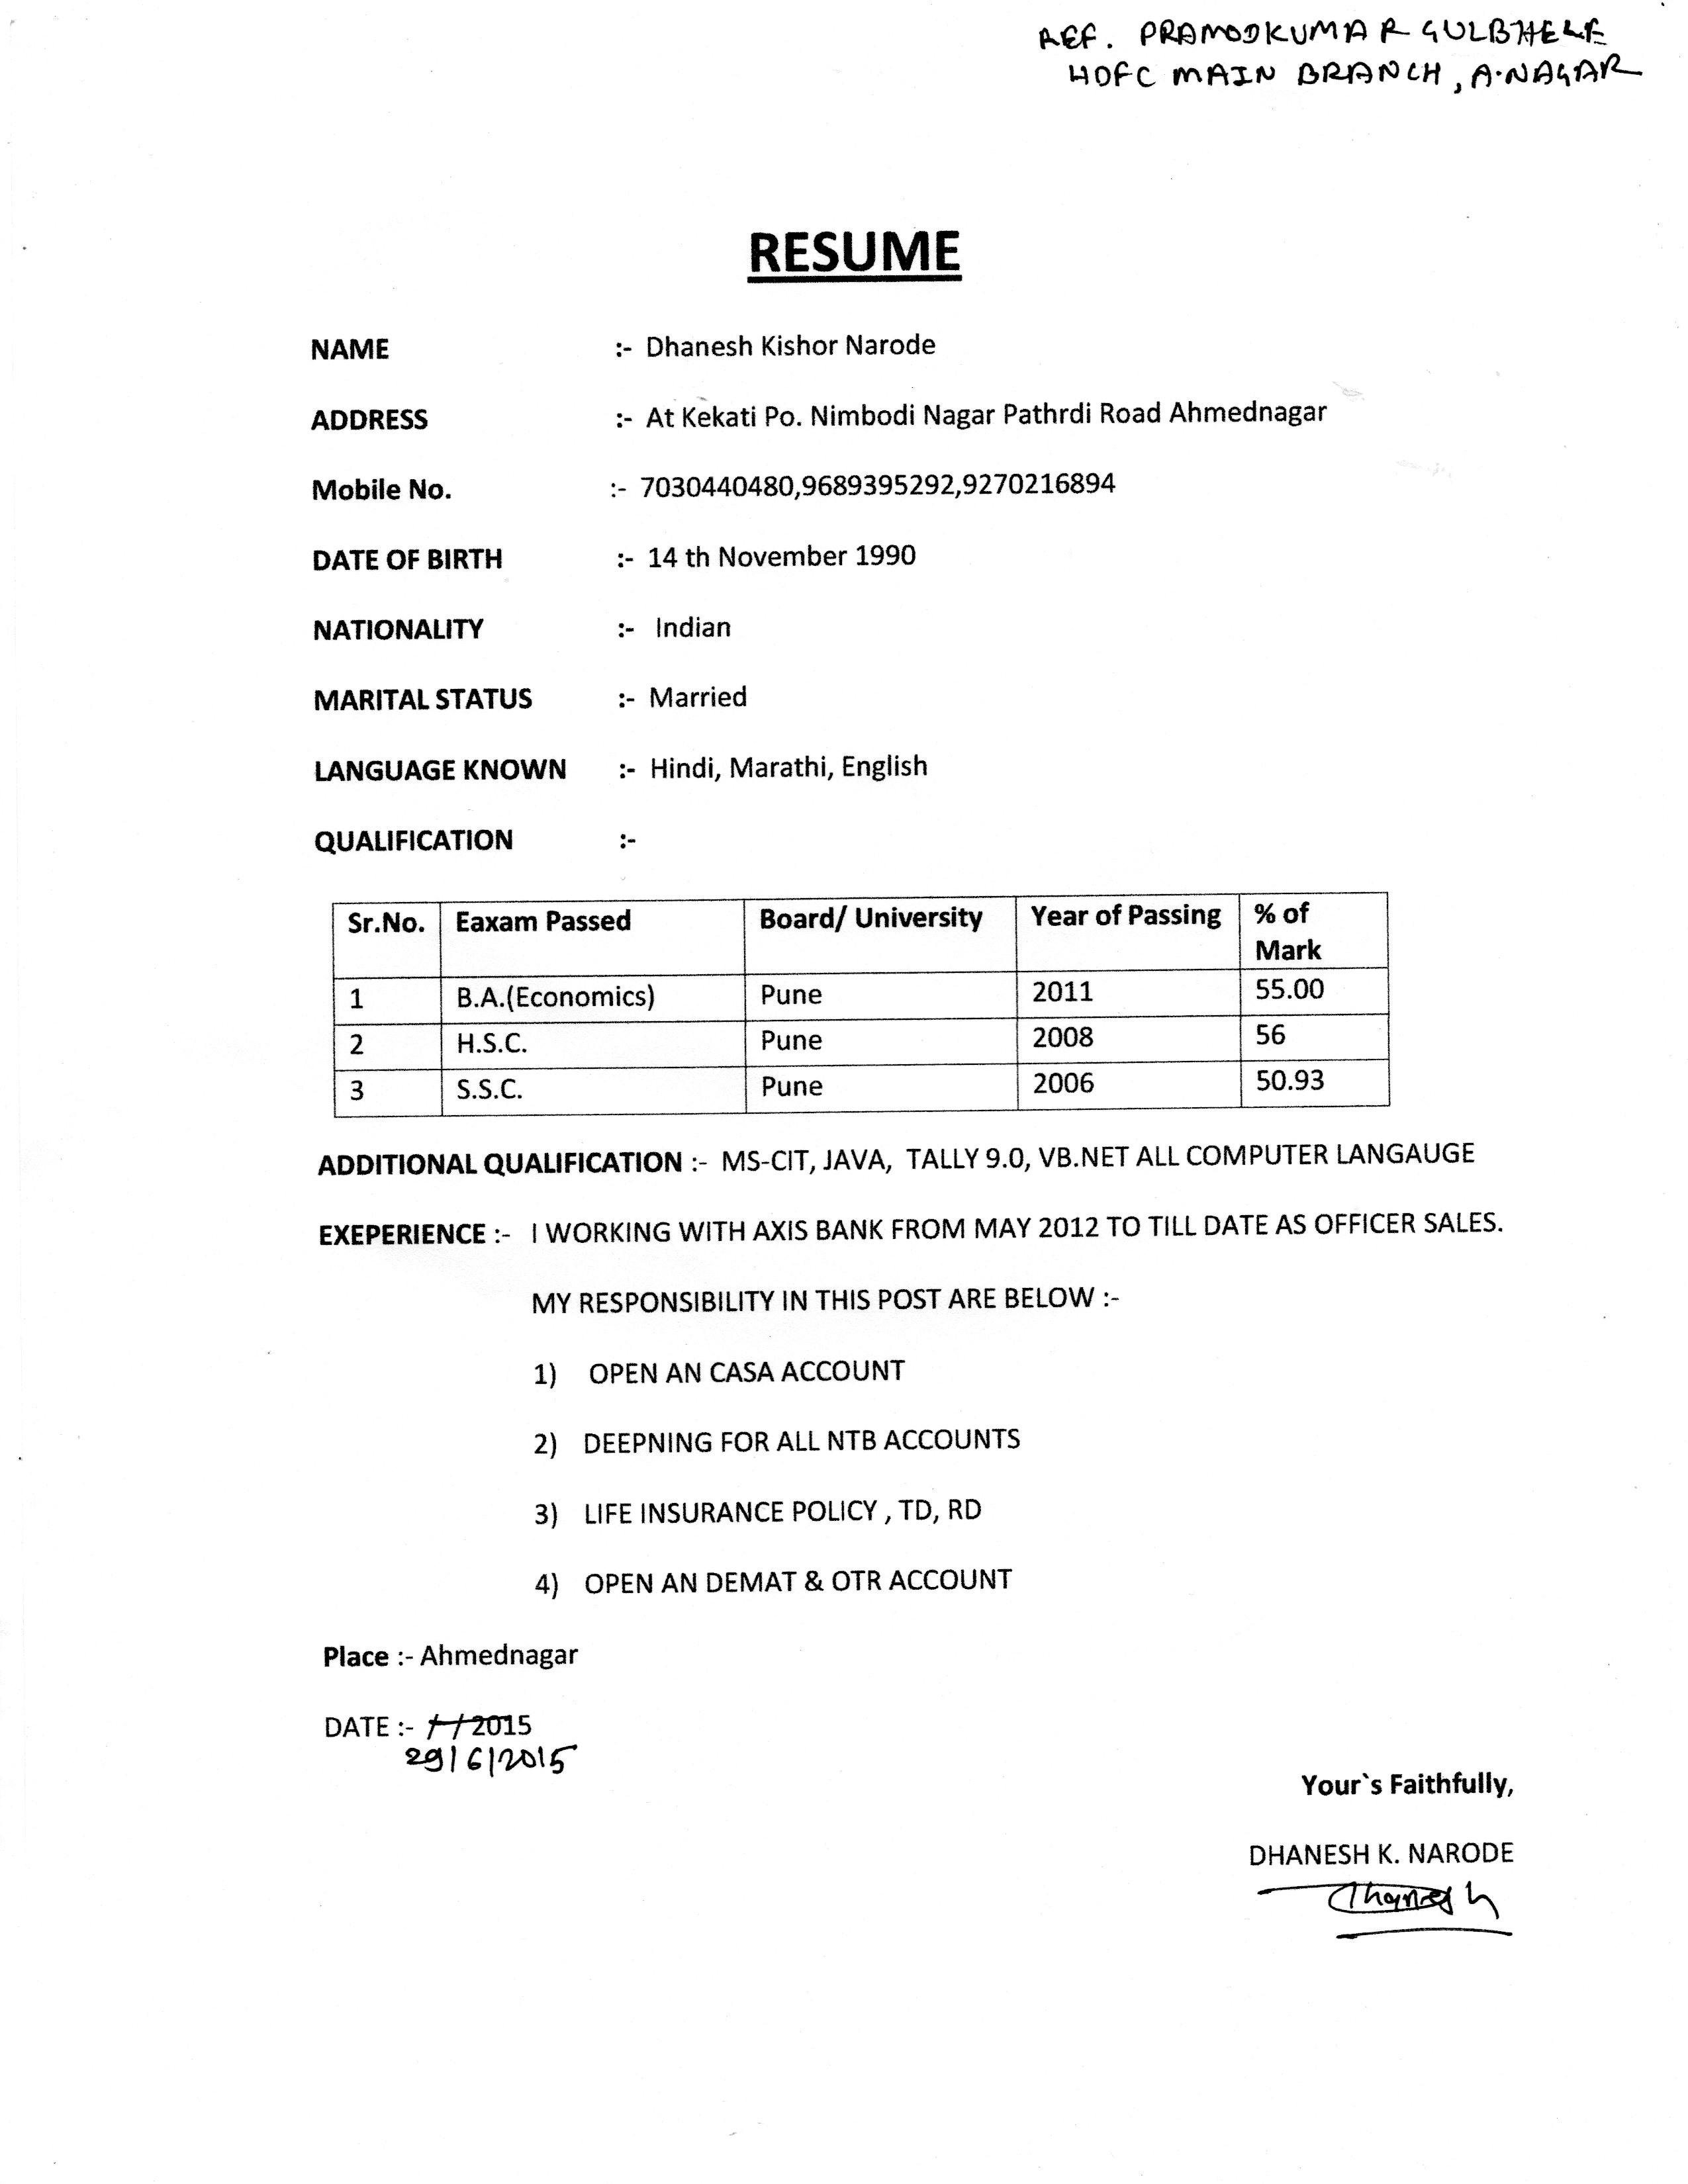 REF. PRAMODKUMAR GULBHELE
HDFC MAIN BRANCH, A.NAGAR
RESUME
NAME :- Dhanesh Kishor Narode
ADDRESS :- At Kekati Po. Nimbodi Nagar Pathrdi Road Ahmednagar
Mobile No. :- 7030440480,9689395292,9270216894
DATE OF BIRTH :- 14 th November 1990
NATIONALITY :- Indian
MARITAL STATUS :- Married
LANGUAGE KNOWN :- Hindi, Marathi, English
QUALIFICATION :-
Sr.No. Eaxam Passed Board/ University Year of Passing % of
Mark
1 B.A.(Economics) Pune 2011 55.00
2 H.S.C. Pune 2008 56
3 S.S.C. Pune 2006 50.93
ADDITIONAL QUALIFICATION :- MS-CIT, JAVA, TALLY 9.0, VB.NET ALL COMPUTER LANGAUGE
EXEPERIENCE :- I WORKING WITH AXIS BANK FROM MAY 2012 TO TILL DATE AS OFFICER SALES.
MY RESPONSIBILITY IN THIS POST ARE BELOW :-
1) OPEN AN CASA ACCOUNT
2) DEEPNING FOR ALL NTB ACCOUNTS
3) LIFE INSURANCE POLICY , TD, RD
4) OPEN AN DEMAT & OTR ACCOUNT
Place :- Ahmednagar
DATE :- / / 2015
29/6/2015
Your`s Faithfully,
DHANESH K. NARODE
Dhanesh